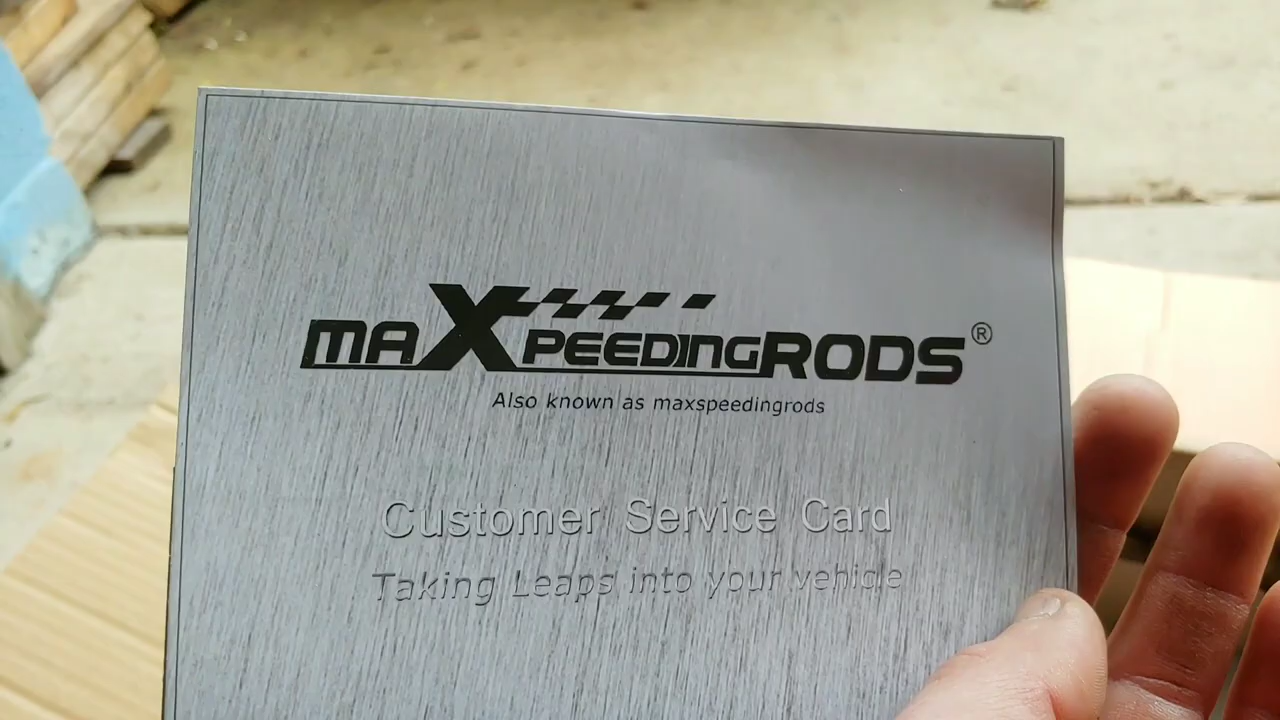 maXpeedingRODS®
Also known as maxspeedingrods
Customer Service Card
Taking Leaps into your vehicle